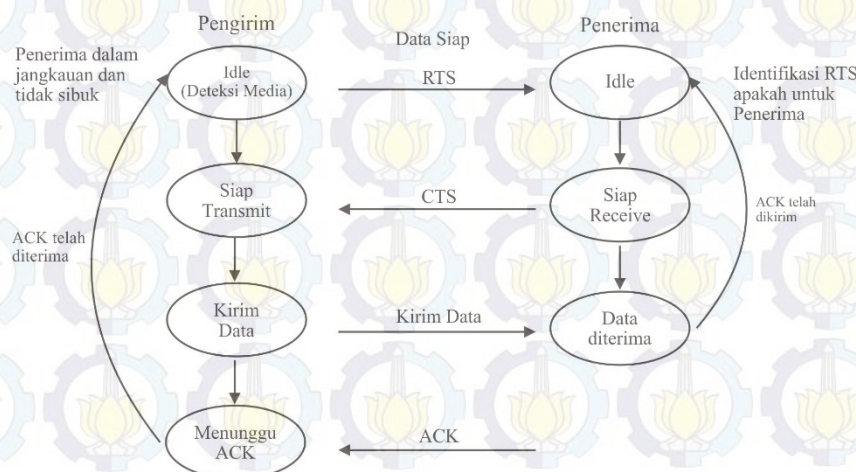 Pengirim
Data Siap
Penerima
Penerima dalam
jangkauan dan
tidak sibuk
Idle
(Deteksi Media)
RTS
Idle
Identifikasi RTS
apakah untuk
Penerima
Siap
Transmit
CTS
Siap
Receive
ACK telah
dikirim
ACK telah
diterima
Kirim
Data
Kirim Data
Data
diterima
Menunggu
ACK
ACK